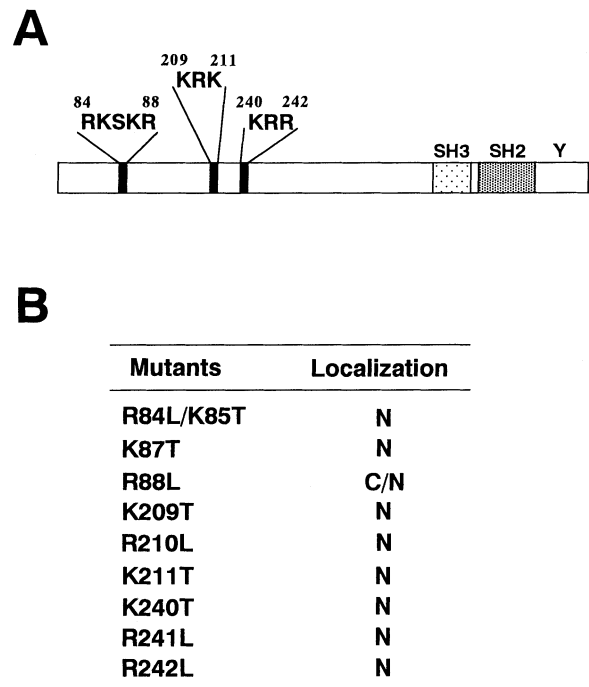 A
209 211
KRK
84 88
RKSKR
240 242
KRR
SH3 SH2 Y
B
Mutants Localization
R84L/K85T N
K87T N
R88L C/N
K209T N
R210L N
K211T N
K240T N
R241L N
R242L N